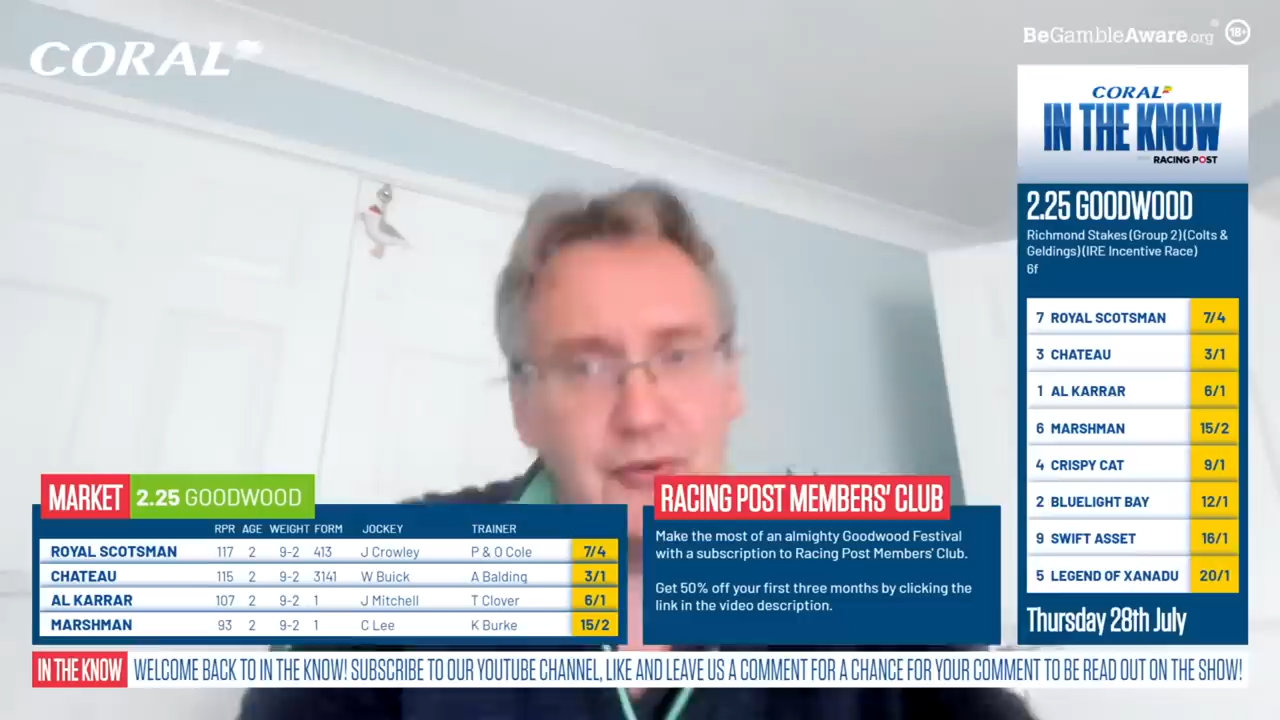 CORAL
BeGambleAware.org 18+
CORAL
IN THE KNOW
RACING POST
2.25 GOODWOOD
Richmond Stakes (Group 2) (Colts &
Geldings) (IRE Incentive Race)
6f
7 ROYAL SCOTSMAN 7/4
3 CHATEAU 3/1
1 AL KARRAR 6/1
6 MARSHMAN 15/2
4 CRISPY CAT 9/1
2 BLUELIGHT BAY 12/1
9 SWIFT ASSET 16/1
5 LEGEND OF XANADU 20/1
Thursday 28th July
MARKET 2.25 GOODWOOD
RPR AGE WEIGHT FORM JOCKEY TRAINER
ROYAL SCOTSMAN 117 2 9-2 413 J Crowley P & O Cole 7/4
CHATEAU 115 2 9-2 3141 W Buick A Balding 3/1
AL KARRAR 107 2 9-2 1 J Mitchell T Clover 6/1
MARSHMAN 93 2 9-2 1 C Lee K Burke 15/2
RACING POST MEMBERS' CLUB
Make the most of an almighty Goodwood Festival
with a subscription to Racing Post Members' Club.
Get 50% off your first three months by clicking the
link in the video description.
IN THE KNOW WELCOME BACK TO IN THE KNOW! SUBSCRIBE TO OUR YOUTUBE CHANNEL, LIKE AND LEAVE US A COMMENT FOR A CHANCE FOR YOUR COMMENT TO BE READ OUT ON THE SHOW!